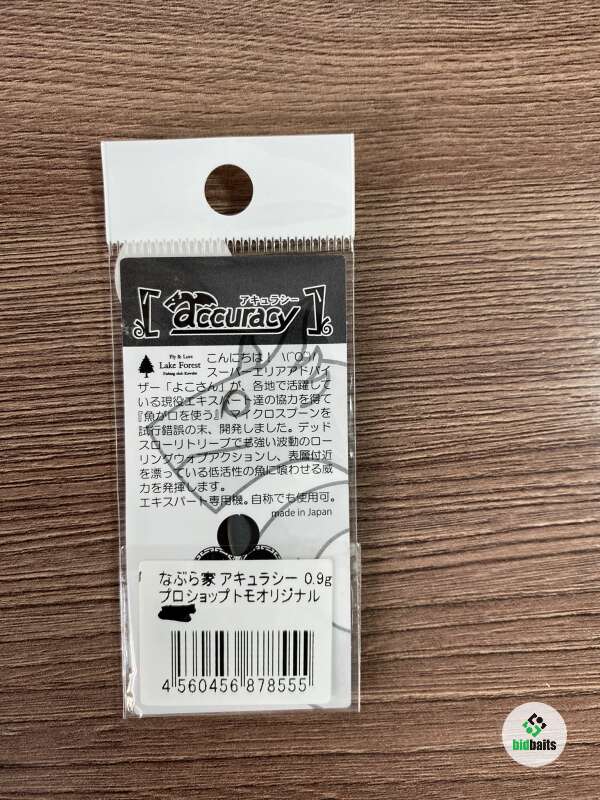 アキュラシー
accuracy
Fly & Lure
Lake Forest
Fishing club Kawaba
こんにちは! \(^O^)/
スーパーエリアアドバイ
ザー「よこさん」が、各地で活躍して
いる現役エキスパート達の協力を得て
『魚が口を使う』マイクロスプーンを
試行錯誤の末、開発しました。デッド
スローリトリーブでも強い波動のロー
リングウォブアクションし、表層付近
を漂っている低活性の魚に喰わせる威
力を発揮します。
エキスパート専用機。自称でも使用可。
made in Japan
なぶら家 アキュラシー 0.9g
プロショップトモオリジナル
4 560456 878555
bidbaits